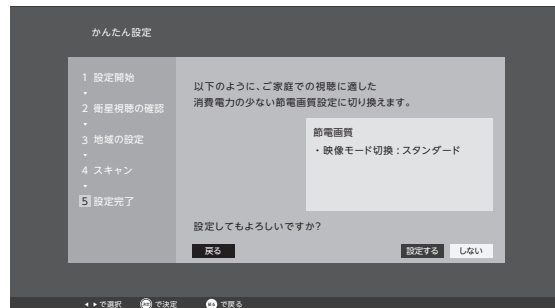 かんたん設定
1 設定開始
2 衛星視聴の確認
3 地域の設定
4 スキャン
5 設定完了
以下のように、ご家庭での視聴に適した
消費電力の少ない節電画質設定に切り換えます。
節電画質
・映像モード切換：スタンダード
設定してもよろしいですか？
戻る 設定する しない
で選択 で決定 で戻る